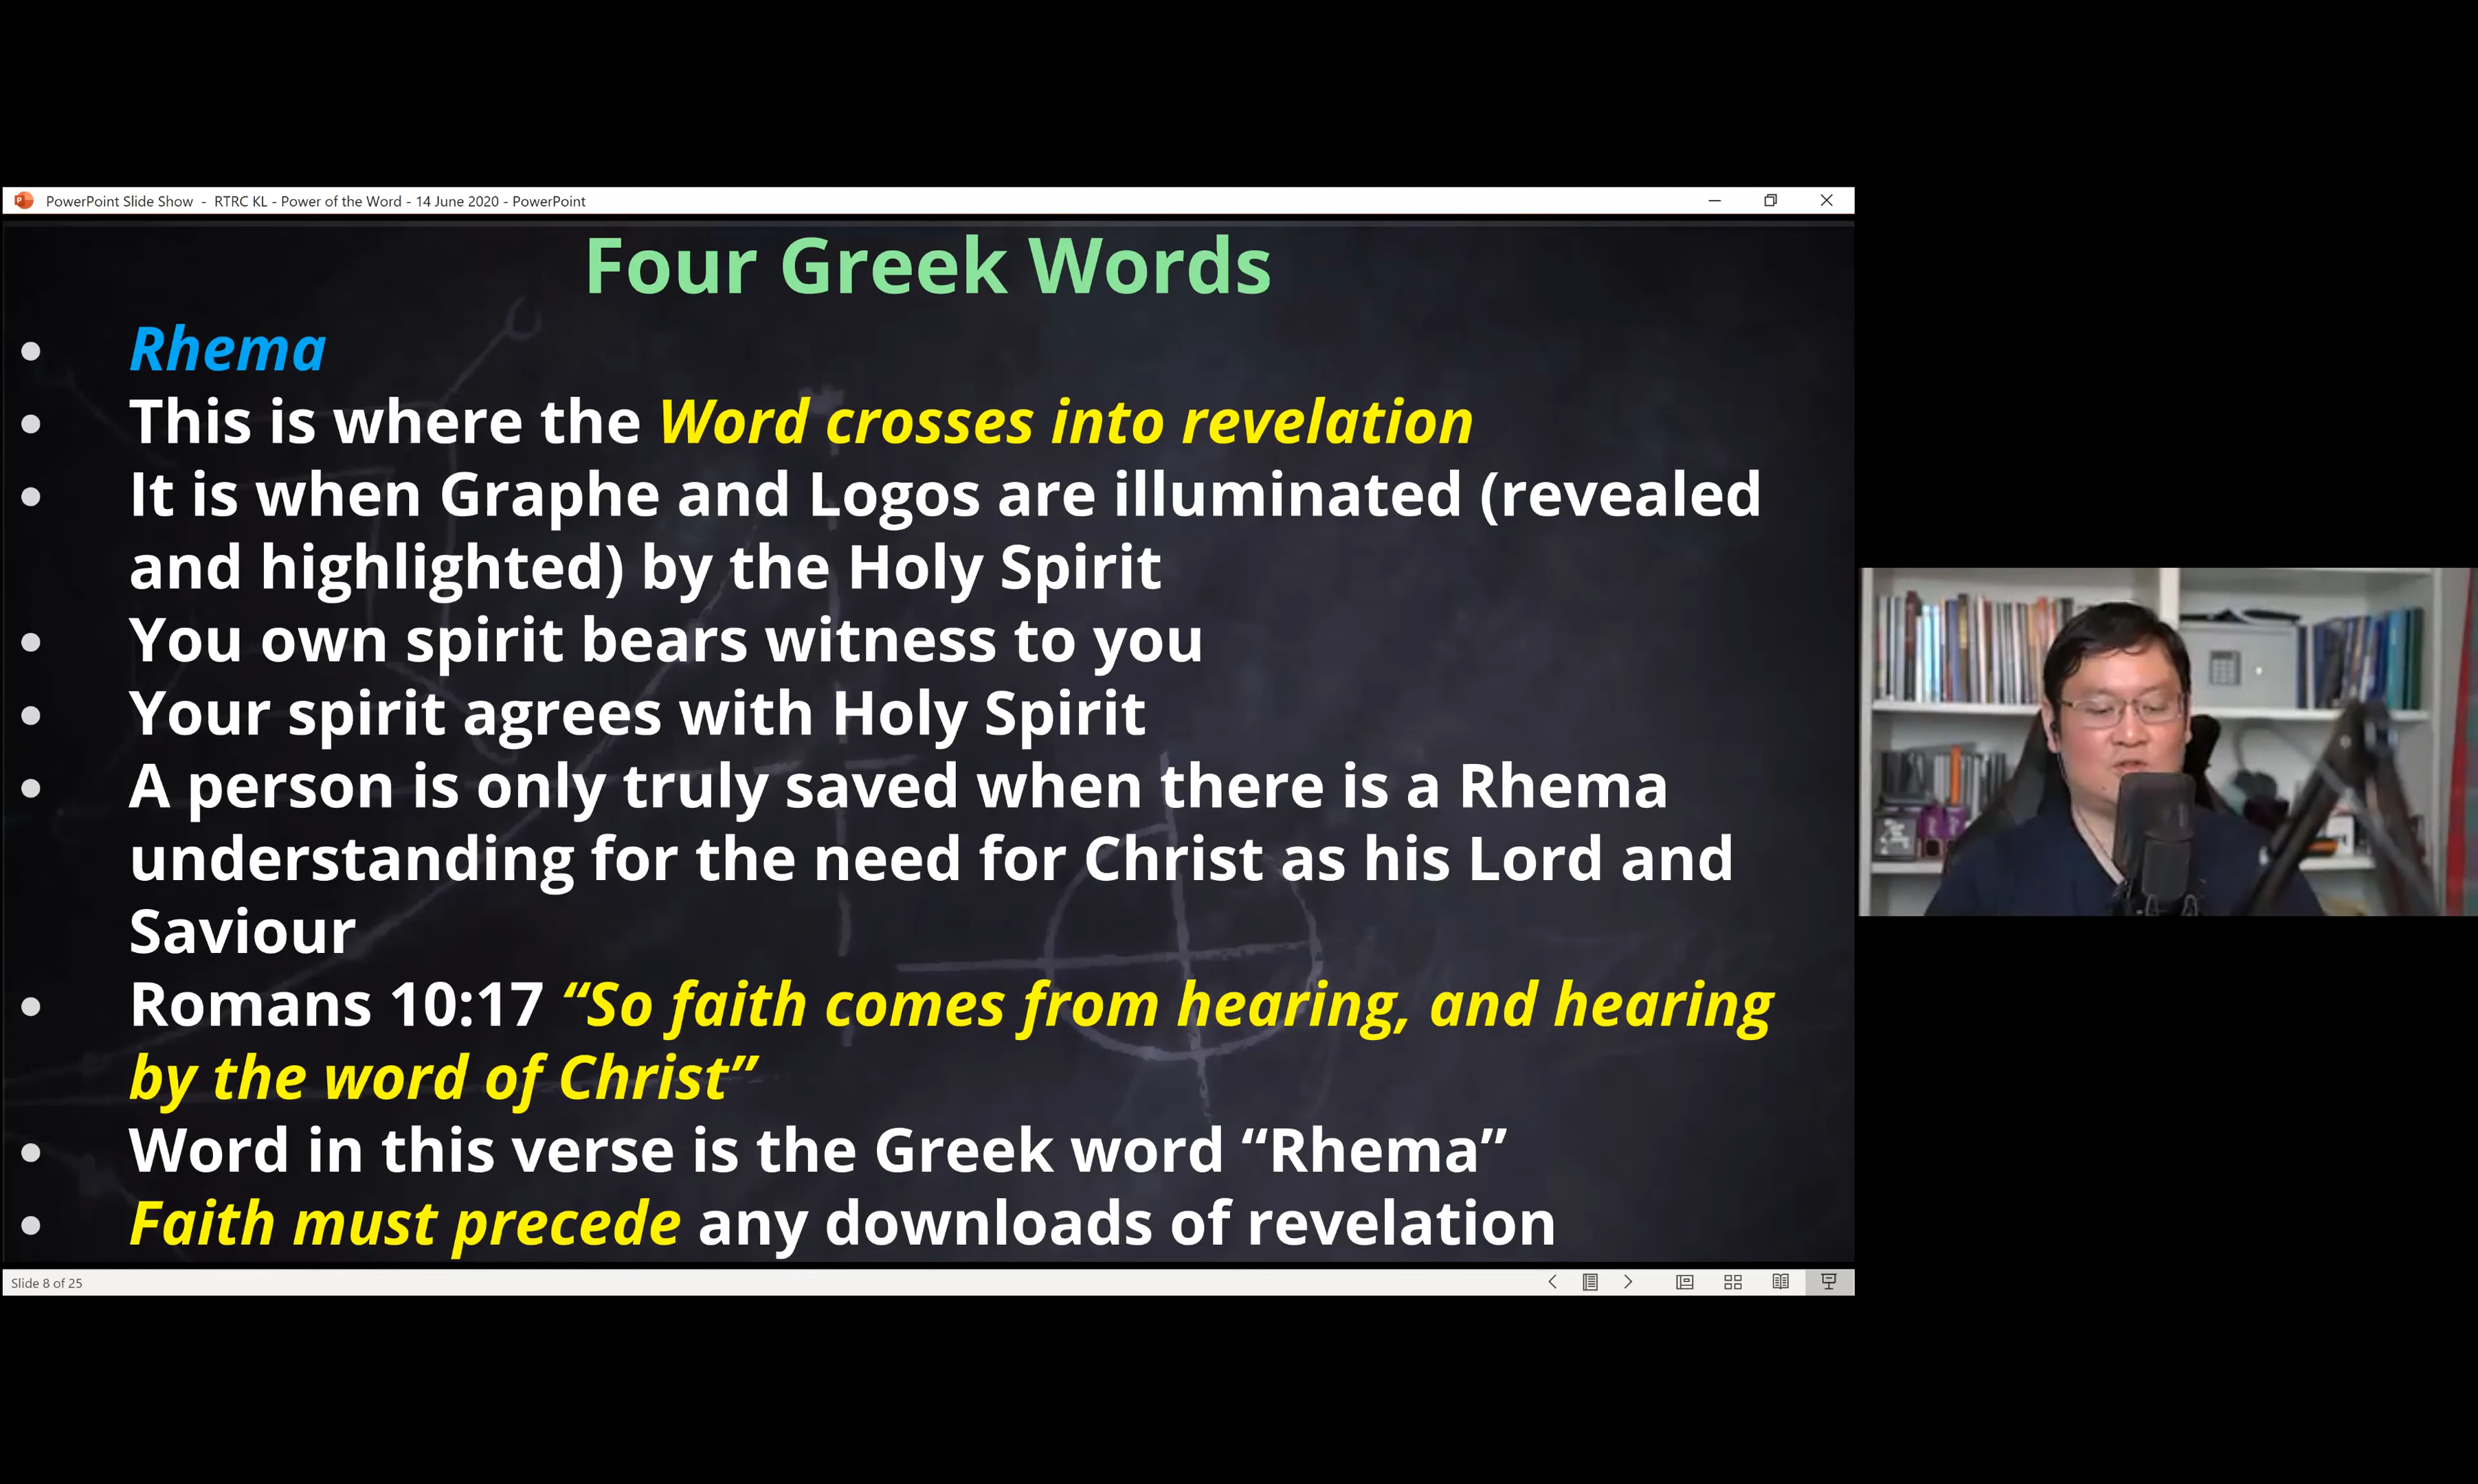 PowerPoint Slide Show - RTRC KL - Power of the Word - 14 June 2020 - PowerPoint
Four Greek Words
• Rhema
• This is where the Word crosses into revelation
• It is when Graphe and Logos are illuminated (revealed
and highlighted) by the Holy Spirit
• You own spirit bears witness to you
• Your spirit agrees with Holy Spirit
• A person is only truly saved when there is a Rhema
understanding for the need for Christ as his Lord and
Saviour
• Romans 10:17 “So faith comes from hearing, and hearing
by the word of Christ”
• Word in this verse is the Greek word “Rhema”
• Faith must precede any downloads of revelation
Slide 8 of 25